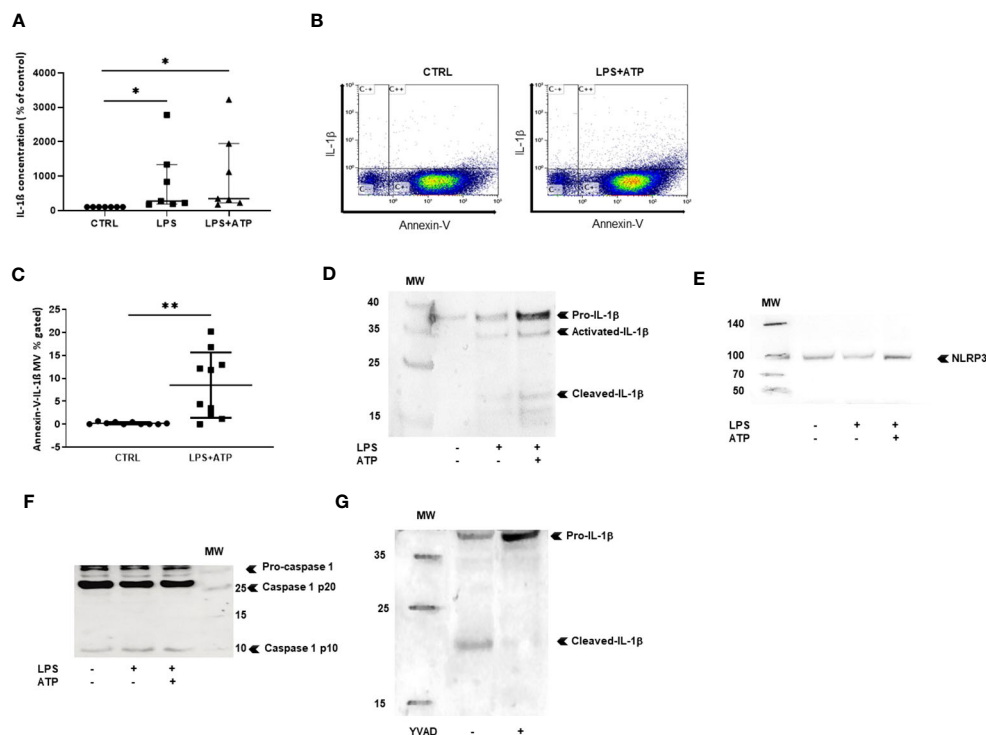 A
IL-1ß concentration ( % of control)
4000
3000
2000
1000
0
*
*
CTRL
LPS
LPS+ATP
B
CTRL
LPS+ATP
IL-1β
C-+
C++
C--
C+-
Annexin-V
IL-1β
C-+
C++
C--
C+-
Annexin-V
C
Annexin-V-IL-1ß MV % gated
25
20
15
10
5
0
-5
**
CTRL
LPS+ATP
D
MW
40
35
25
15
Pro-IL-1β
Activated-IL-1β
Cleaved-IL-1β
LPS - + +
ATP - - +
E
MW
140
100
70
50
NLRP3
LPS - + +
ATP - - +
F
MW
Pro-caspase 1
25 Caspase 1 p20
15
10 Caspase 1 p10
LPS - + +
ATP - - +
G
MW
35
25
15
Pro-IL-1β
Cleaved-IL-1β
YVAD - +